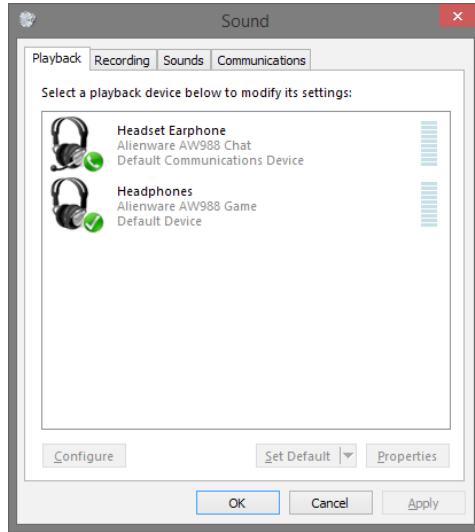 Sound
Playback Recording Sounds Communications
Select a playback device below to modify its settings:
Headset Earphone
Alienware AW988 Chat
Default Communications Device
Headphones
Alienware AW988 Game
Default Device
Configure Set Default Properties
OK Cancel Apply